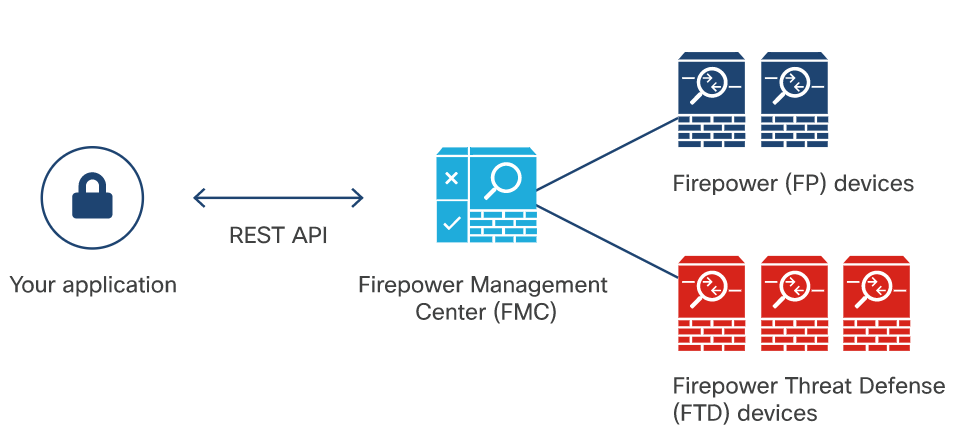 Your application
REST API
Firepower Management
Center (FMC)
Firepower (FP) devices
Firepower Threat Defense
(FTD) devices